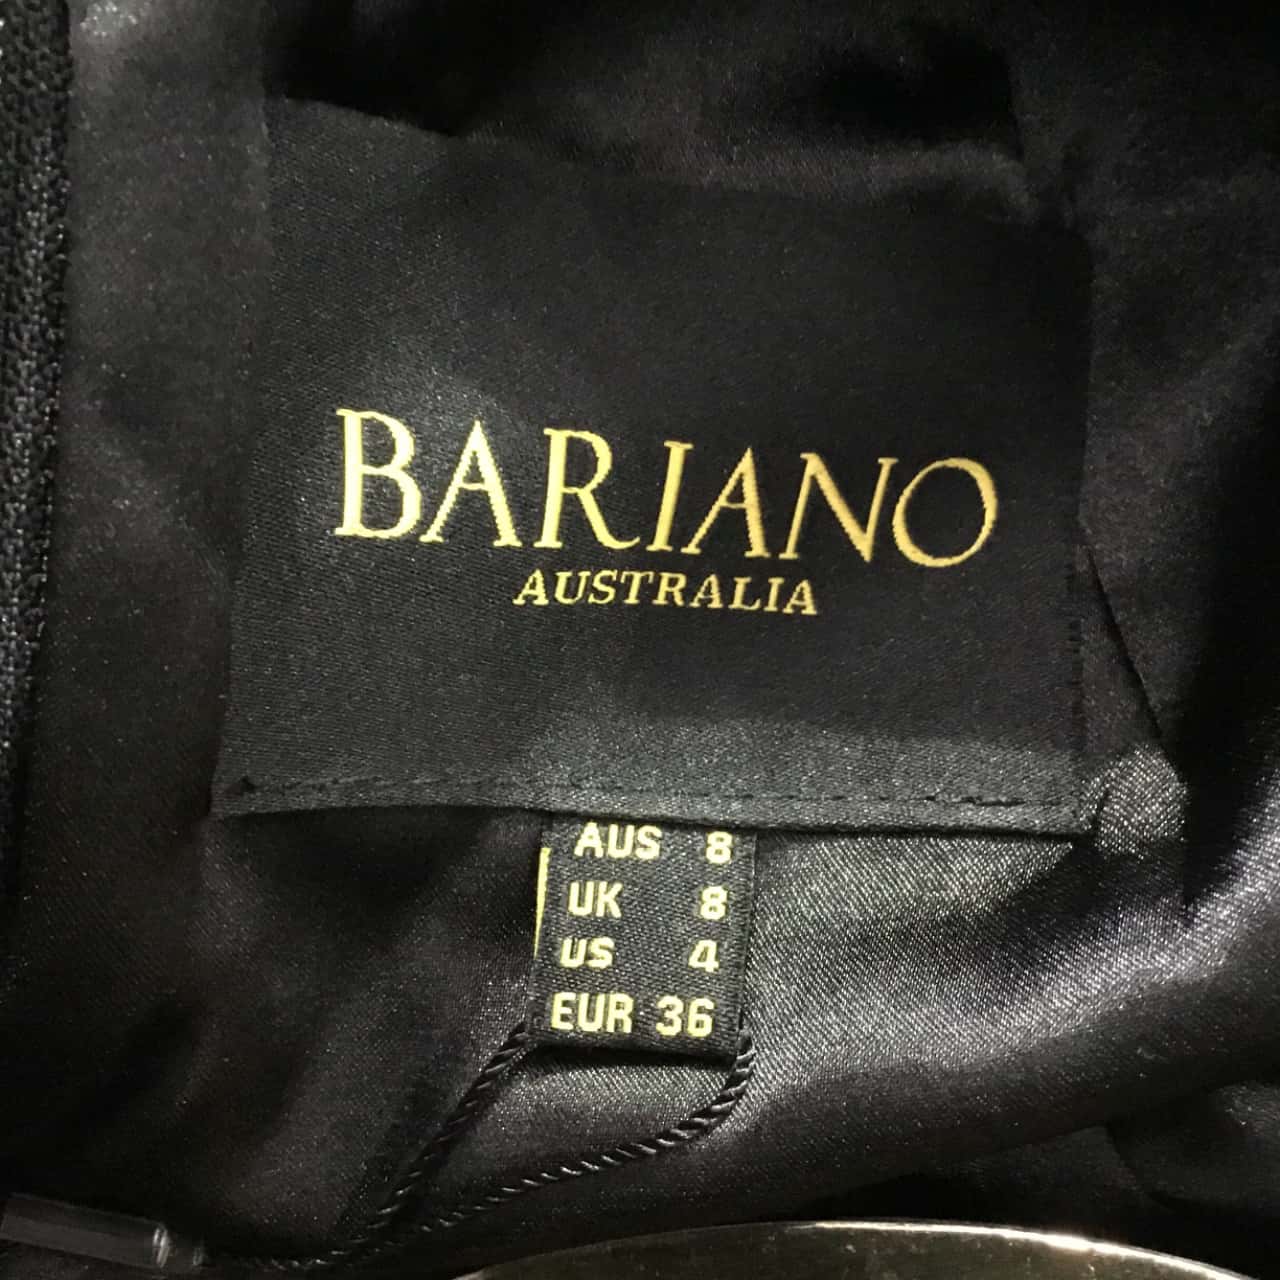 BARIANO
AUSTRALIA
AUS 8
UK 8
US 4
EUR 36